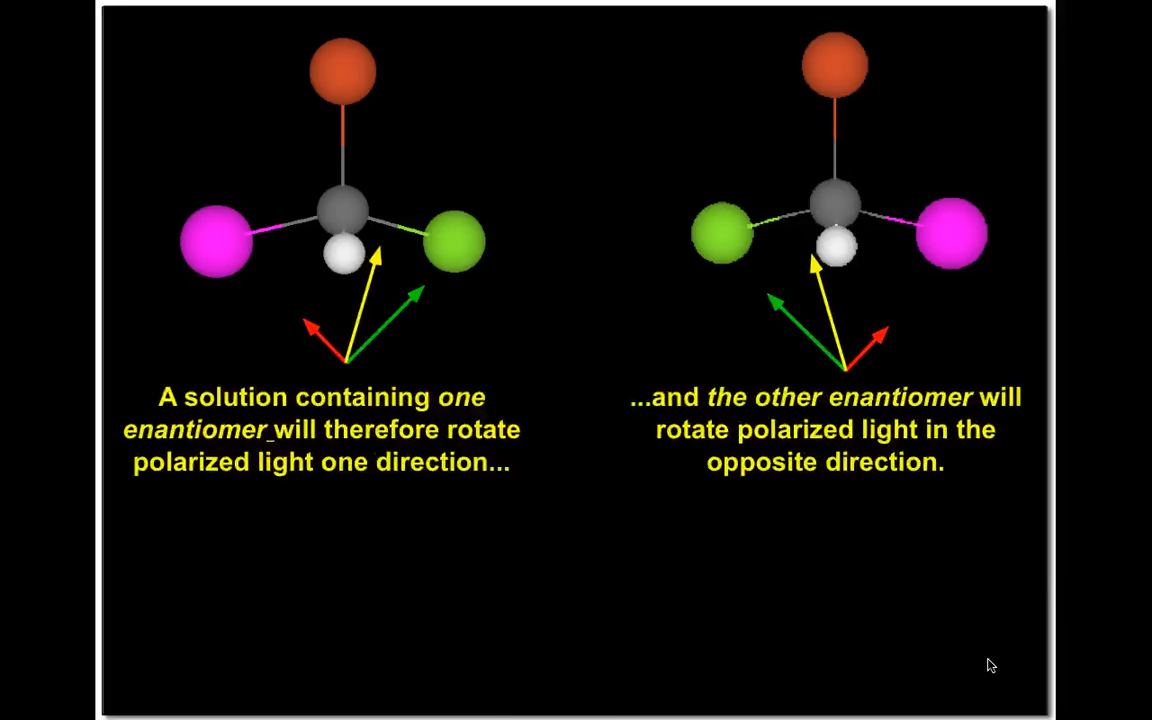 A solution containing one
enantiomer will therefore rotate
polarized light one direction...
...and the other enantiomer will
rotate polarized light in the
opposite direction.